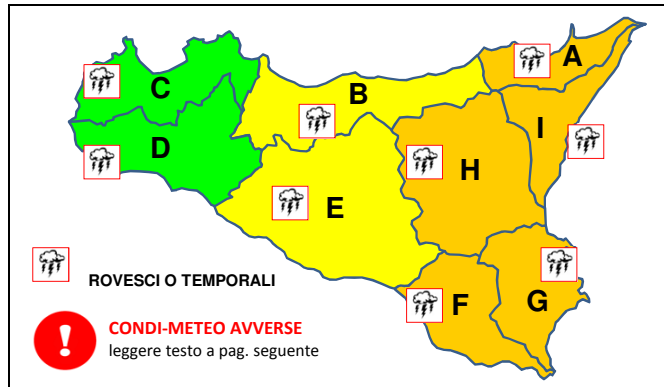 A
C
B
I
D
H
E
ROVESCI O TEMPORALI
F
G
CONDI-METEO AVVERSE
leggere testo a pag. seguente